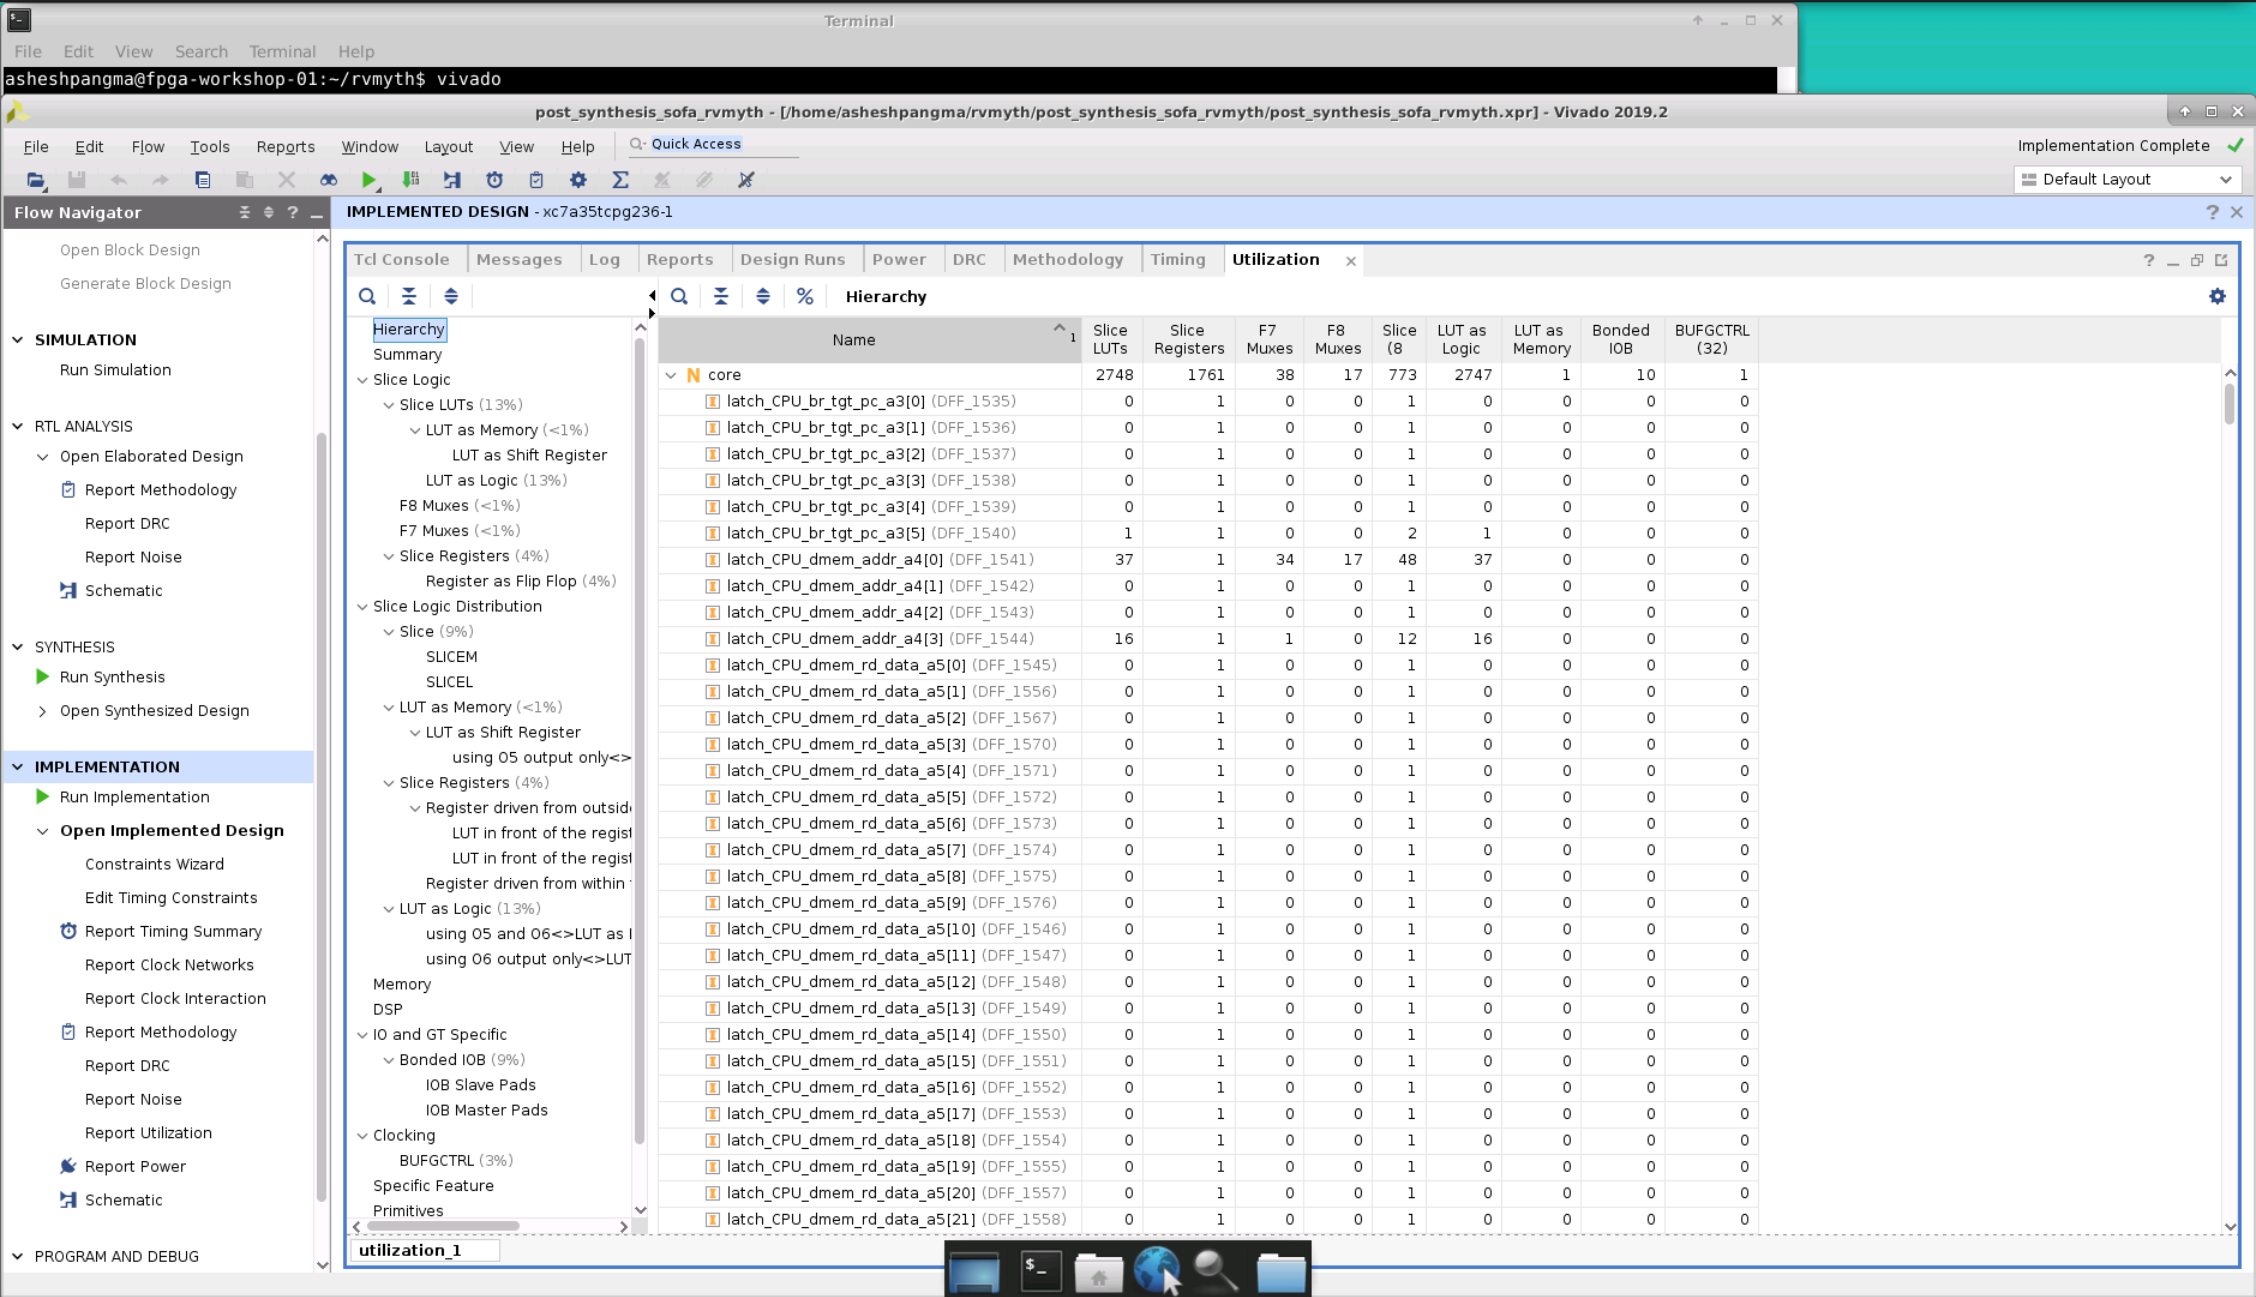 Terminal
File Edit View Search Terminal Help
asheshpangma@fpga-workshop-01:~/rvmyth$ vivado
post_synthesis_sofa_rvmyth - [/home/asheshpangma/rvmyth/post_synthesis_sofa_rvmyth/post_synthesis_sofa_rvmyth.xpr] - Vivado 2019.2
File Edit Flow Tools Reports Window Layout View Help Quick Access
Implementation Complete
Default Layout
Flow Navigator
Open Block Design
Generate Block Design
SIMULATION
Run Simulation
RTL ANALYSIS
Open Elaborated Design
Report Methodology
Report DRC
Report Noise
Schematic
SYNTHESIS
Run Synthesis
Open Synthesized Design
IMPLEMENTATION
Run Implementation
Open Implemented Design
Constraints Wizard
Edit Timing Constraints
Report Timing Summary
Report Clock Networks
Report Clock Interaction
Report Methodology
Report DRC
Report Noise
Report Utilization
Report Power
Schematic
PROGRAM AND DEBUG
IMPLEMENTED DESIGN - xc7a35tcpg236-1
Tcl Console Messages Log Reports Design Runs Power DRC Methodology Timing Utilization
Hierarchy
Summary
Slice Logic
Slice LUTs (13%)
LUT as Memory (<1%)
LUT as Shift Register
LUT as Logic (13%)
F8 Muxes (<1%)
F7 Muxes (<1%)
Slice Registers (4%)
Register as Flip Flop (4%)
Slice Logic Distribution
Slice (9%)
SLICEM
SLICEL
LUT as Memory (<1%)
LUT as Shift Register
using O5 output only<>
Slice Registers (4%)
Register driven from outside
LUT in front of the regist
LUT in front of the regist
Register driven from within
LUT as Logic (13%)
using O5 and O6<>LUT as
using O6 output only<>LUT
Memory
DSP
IO and GT Specific
Bonded IOB (9%)
IOB Slave Pads
IOB Master Pads
Clocking
BUFGCTRL (3%)
Specific Feature
Primitives
utilization_1
Hierarchy
Name 1 Slice LUTs Slice Registers F7 Muxes F8 Muxes Slice (8 LUT as Logic LUT as Memory Bonded IOB BUFGCTRL (32)
N core 2748 1761 38 17 773 2747 1 10 1
latch_CPU_br_tgt_pc_a3[0] (DFF_1535) 0 1 0 0 1 0 0 0 0
latch_CPU_br_tgt_pc_a3[1] (DFF_1536) 0 1 0 0 1 0 0 0 0
latch_CPU_br_tgt_pc_a3[2] (DFF_1537) 0 1 0 0 1 0 0 0 0
latch_CPU_br_tgt_pc_a3[3] (DFF_1538) 0 1 0 0 1 0 0 0 0
latch_CPU_br_tgt_pc_a3[4] (DFF_1539) 0 1 0 0 1 0 0 0 0
latch_CPU_br_tgt_pc_a3[5] (DFF_1540) 1 1 0 0 2 1 0 0 0
latch_CPU_dmem_addr_a4[0] (DFF_1541) 37 1 34 17 48 37 0 0 0
latch_CPU_dmem_addr_a4[1] (DFF_1542) 0 1 0 0 1 0 0 0 0
latch_CPU_dmem_addr_a4[2] (DFF_1543) 0 1 0 0 1 0 0 0 0
latch_CPU_dmem_addr_a4[3] (DFF_1544) 16 1 1 0 12 16 0 0 0
latch_CPU_dmem_rd_data_a5[0] (DFF_1545) 0 1 0 0 1 0 0 0 0
latch_CPU_dmem_rd_data_a5[1] (DFF_1556) 0 1 0 0 1 0 0 0 0
latch_CPU_dmem_rd_data_a5[2] (DFF_1567) 0 1 0 0 1 0 0 0 0
latch_CPU_dmem_rd_data_a5[3] (DFF_1570) 0 1 0 0 1 0 0 0 0
latch_CPU_dmem_rd_data_a5[4] (DFF_1571) 0 1 0 0 1 0 0 0 0
latch_CPU_dmem_rd_data_a5[5] (DFF_1572) 0 1 0 0 1 0 0 0 0
latch_CPU_dmem_rd_data_a5[6] (DFF_1573) 0 1 0 0 1 0 0 0 0
latch_CPU_dmem_rd_data_a5[7] (DFF_1574) 0 1 0 0 1 0 0 0 0
latch_CPU_dmem_rd_data_a5[8] (DFF_1575) 0 1 0 0 1 0 0 0 0
latch_CPU_dmem_rd_data_a5[9] (DFF_1576) 0 1 0 0 1 0 0 0 0
latch_CPU_dmem_rd_data_a5[10] (DFF_1546) 0 1 0 0 1 0 0 0 0
latch_CPU_dmem_rd_data_a5[11] (DFF_1547) 0 1 0 0 1 0 0 0 0
latch_CPU_dmem_rd_data_a5[12] (DFF_1548) 0 1 0 0 1 0 0 0 0
latch_CPU_dmem_rd_data_a5[13] (DFF_1549) 0 1 0 0 1 0 0 0 0
latch_CPU_dmem_rd_data_a5[14] (DFF_1550) 0 1 0 0 1 0 0 0 0
latch_CPU_dmem_rd_data_a5[15] (DFF_1551) 0 1 0 0 1 0 0 0 0
latch_CPU_dmem_rd_data_a5[16] (DFF_1552) 0 1 0 0 1 0 0 0 0
latch_CPU_dmem_rd_data_a5[17] (DFF_1553) 0 1 0 0 1 0 0 0 0
latch_CPU_dmem_rd_data_a5[18] (DFF_1554) 0 1 0 0 1 0 0 0 0
latch_CPU_dmem_rd_data_a5[19] (DFF_1555) 0 1 0 0 1 0 0 0 0
latch_CPU_dmem_rd_data_a5[20] (DFF_1557) 0 1 0 0 1 0 0 0 0
latch_CPU_dmem_rd_data_a5[21] (DFF_1558) 0 1 0 0 1 0 0 0 0